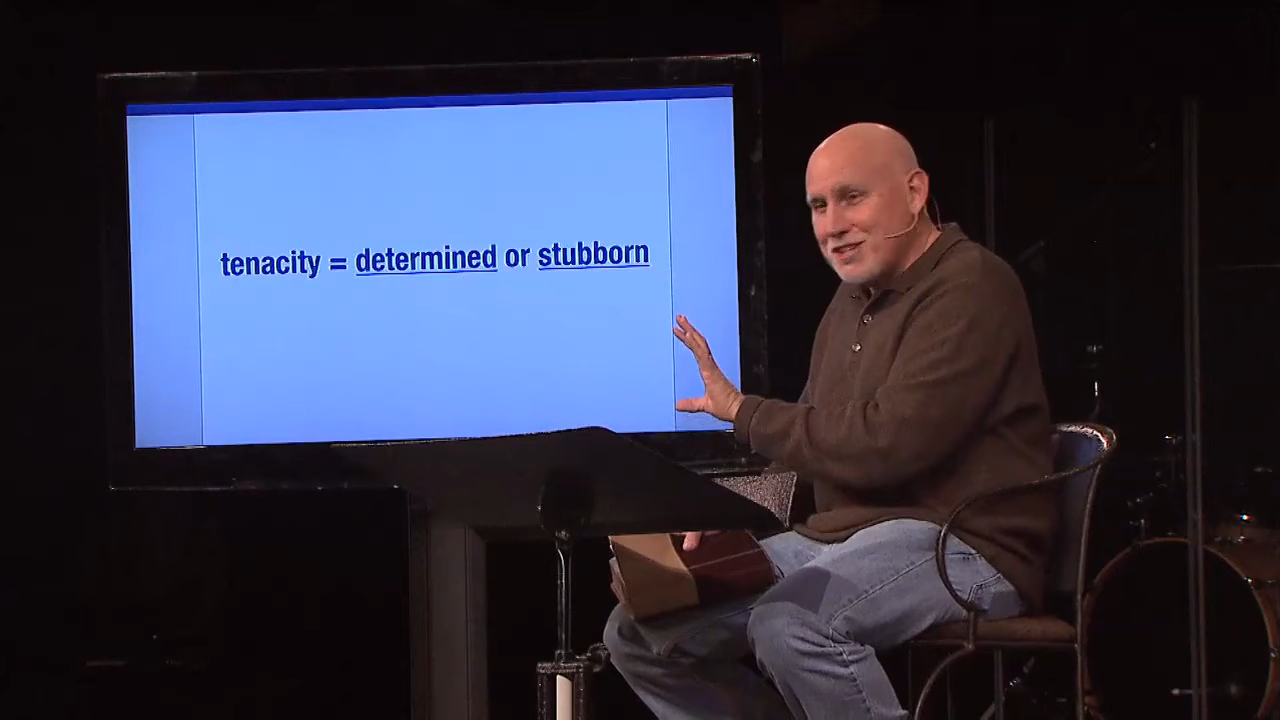 tenacity = determined or stubborn